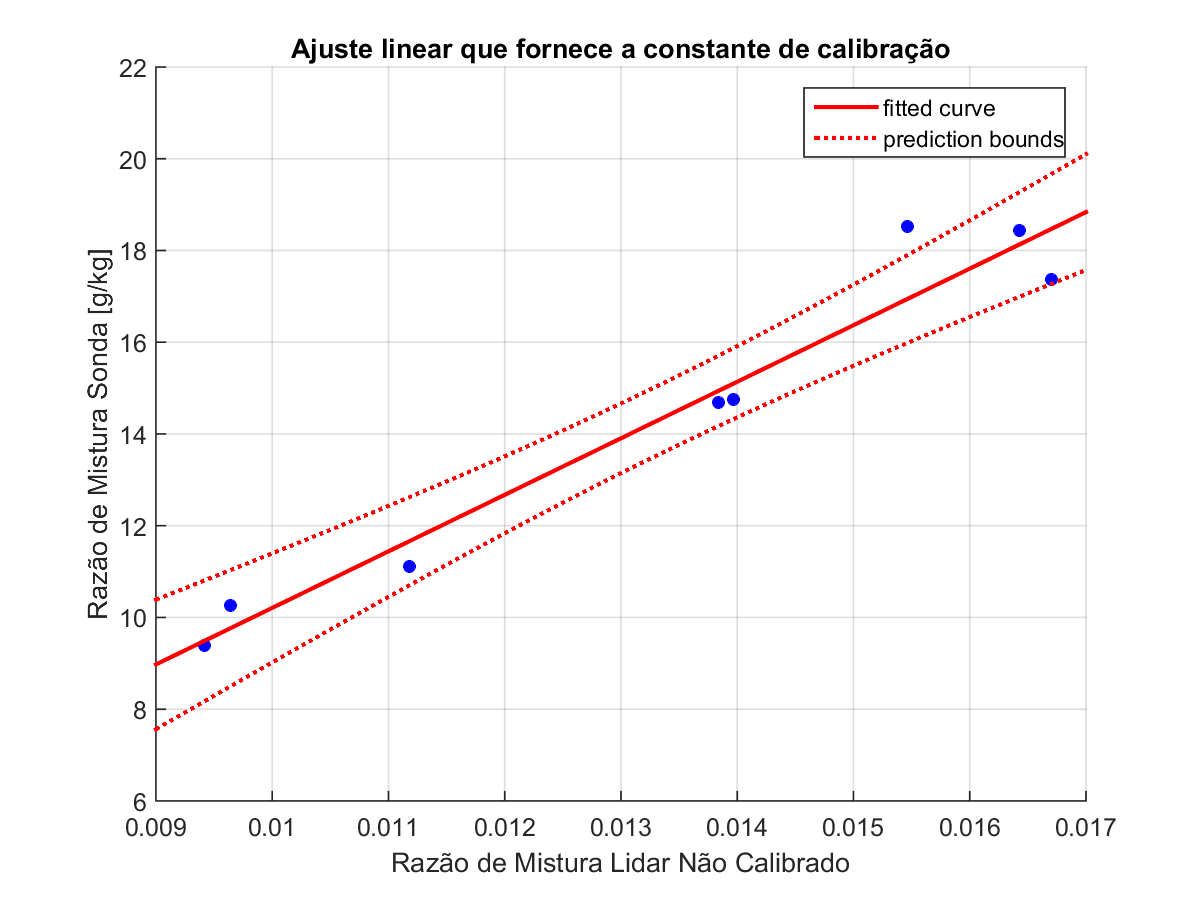 Ajuste linear que fornece a constante de calibração
fitted curve
prediction bounds
Razão de Mistura Sonda [g/kg]
22
20
18
16
14
12
10
8
6
0.009 0.01 0.011 0.012 0.013 0.014 0.015 0.016 0.017
Razão de Mistura Lidar Não Calibrado